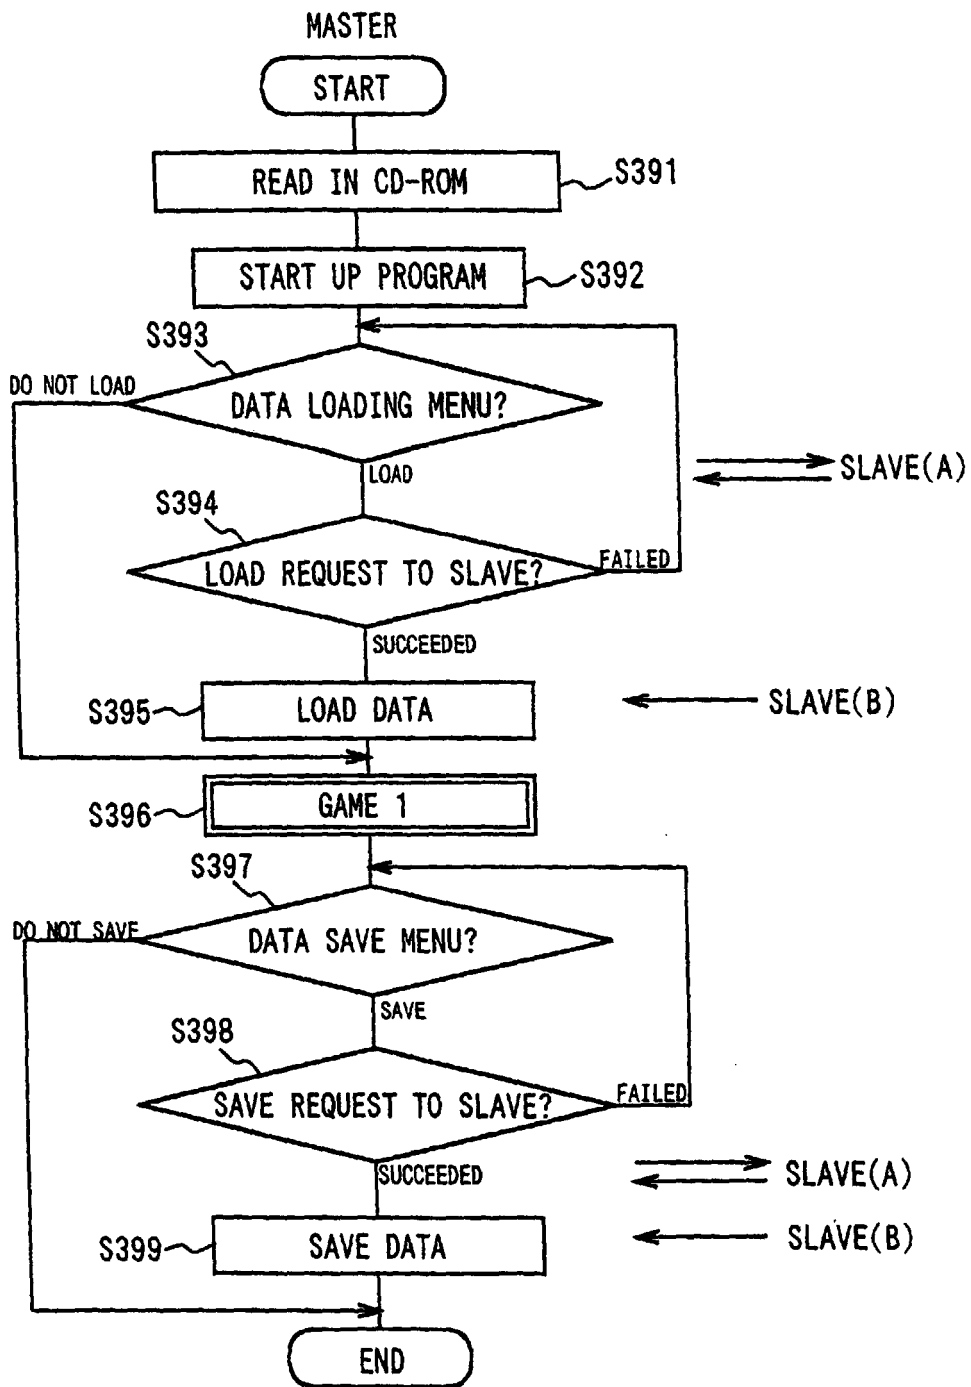 MASTER
START
READ IN CD-ROM
S391
START UP PROGRAM
S392
S393
DO NOT LOAD
DATA LOADING MENU?
LOAD
SLAVE(A)
S394
LOAD REQUEST TO SLAVE?
FAILED
SUCCEEDED
S395
LOAD DATA
SLAVE(B)
S396
GAME 1
S397
DO NOT SAVE
DATA SAVE MENU?
SAVE
S398
SAVE REQUEST TO SLAVE?
FAILED
SUCCEEDED
SLAVE(A)
S399
SAVE DATA
SLAVE(B)
END